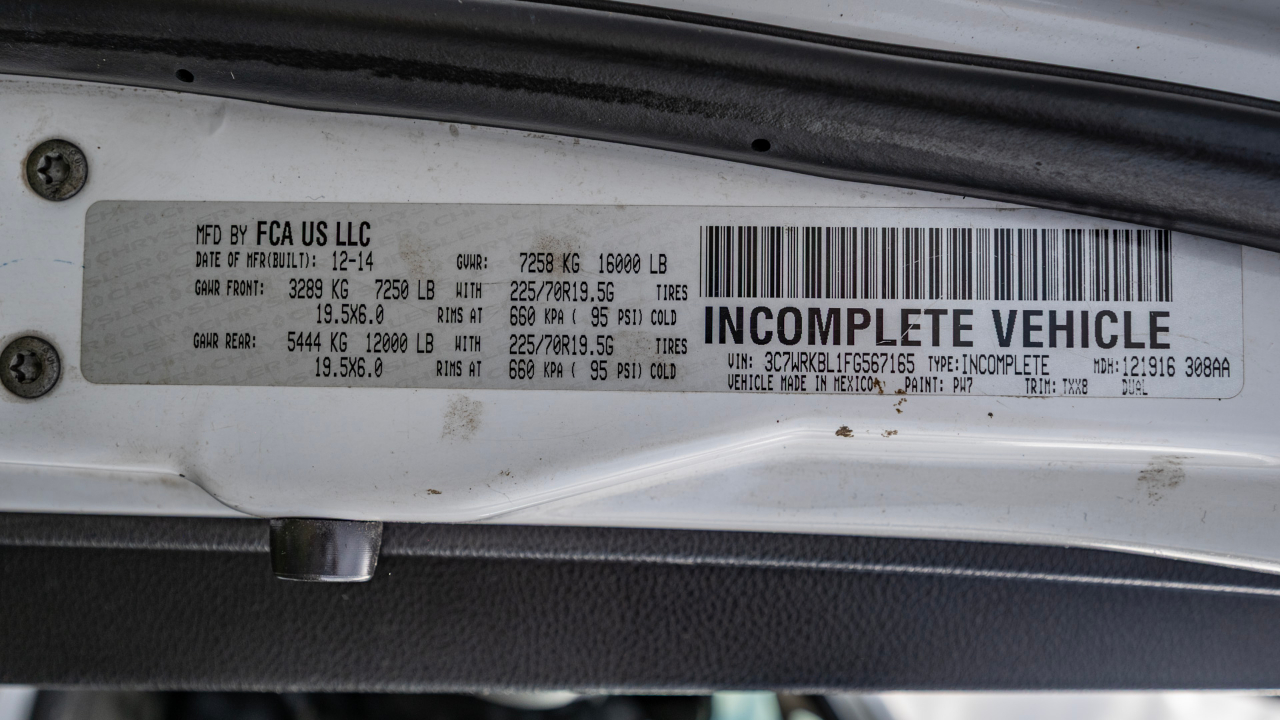 MFD BY FCA US LLC
DATE OF MFR(BUILT): 12-14 GVWR: 7258 KG 16000 LB
GAWR FRONT: 3289 KG 7250 LB WITH 225/70R19.5G TIRES
19.5X6.0 RIMS AT 660 KPA ( 95 PSI) COLD
GAWR REAR: 5444 KG 12000 LB WITH 225/70R19.5G TIRES
19.5X6.0 RIMS AT 660 KPA ( 95 PSI) COLD
INCOMPLETE VEHICLE
VIN: 3C7WRKBL1FG567165 TYPE:INCOMPLETE MDH:121916 308AA
VEHICLE MADE IN MEXICO PAINT: PW7 TRIM: TXX8 DUAL